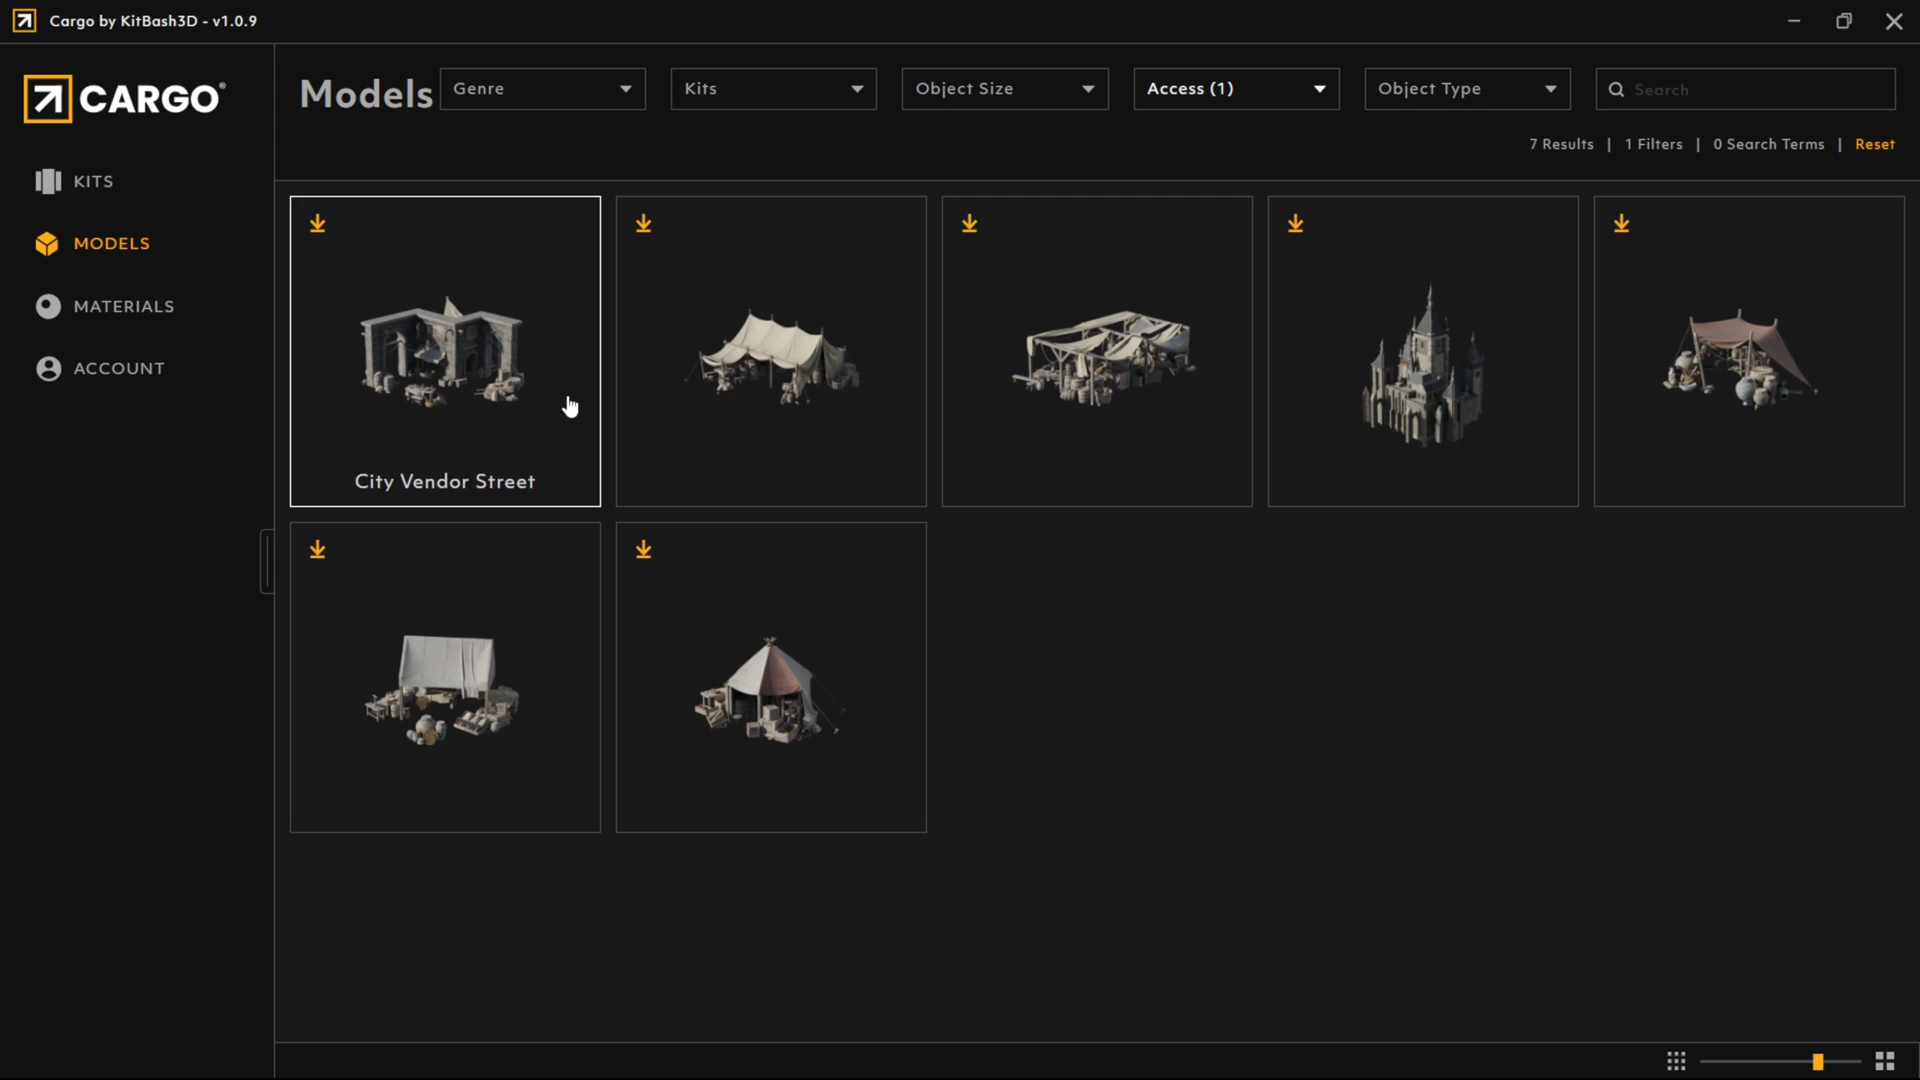 Cargo by KitBash3D - v1.0.9
CARGO®
KITS
MODELS
MATERIALS
ACCOUNT
Models
Genre
Kits
Object Size
Access (1)
Object Type
Search
7 Results | 1 Filters | 0 Search Terms | Reset
City Vendor Street